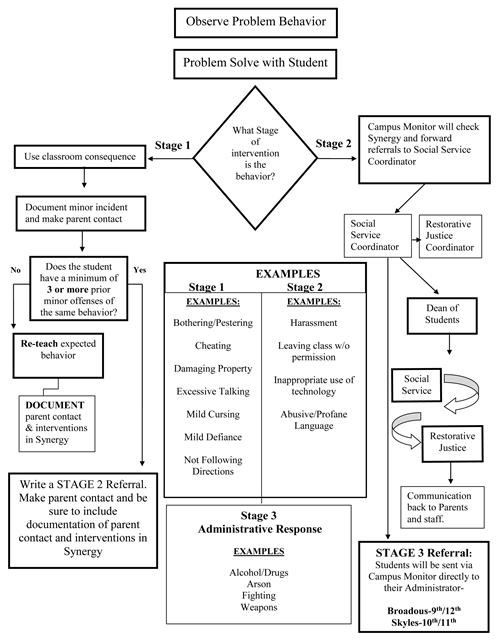 Observe Problem Behavior
Problem Solve with Student
What Stage
of
intervention
is the
behavior?
Stage 1
Stage 2
Use classroom consequence
Document minor incident
and make parent contact
Does the student
have a minimum of
3 or more prior
minor offenses of
the same behavior?
No
Yes
Re-teach expected
behavior
DOCUMENT
parent contact
& interventions
in Synergy
Write a STAGE 2 Referral.
Make parent contact and be
sure to include
documentation of parent
contact and interventions in
Synergy
EXAMPLES
Stage 1
EXAMPLES:
Bothering/Pestering
Cheating
Damaging Property
Excessive Talking
Mild Cursing
Mild Defiance
Not Following
Directions
Stage 2
EXAMPLES:
Harassment
Leaving class w/o
permission
Inappropriate use of
technology
Abusive/Profane
Language
Stage 3
Administrative Response
EXAMPLES
Alcohol/Drugs
Arson
Fighting
Weapons
Campus Monitor will check
Synergy and forward
referrals to Social Service
Coordinator
Social
Service
Coordinator
Restorative
Justice
Coordinator
Dean of
Students
Social
Service
Restorative
Justice
Communication
back to Parents
and staff.
STAGE 3 Referral:
Students will be sent via
Campus Monitor directly to
their Administrator-
Broadous-9th/12th
Skyles-10th/11th